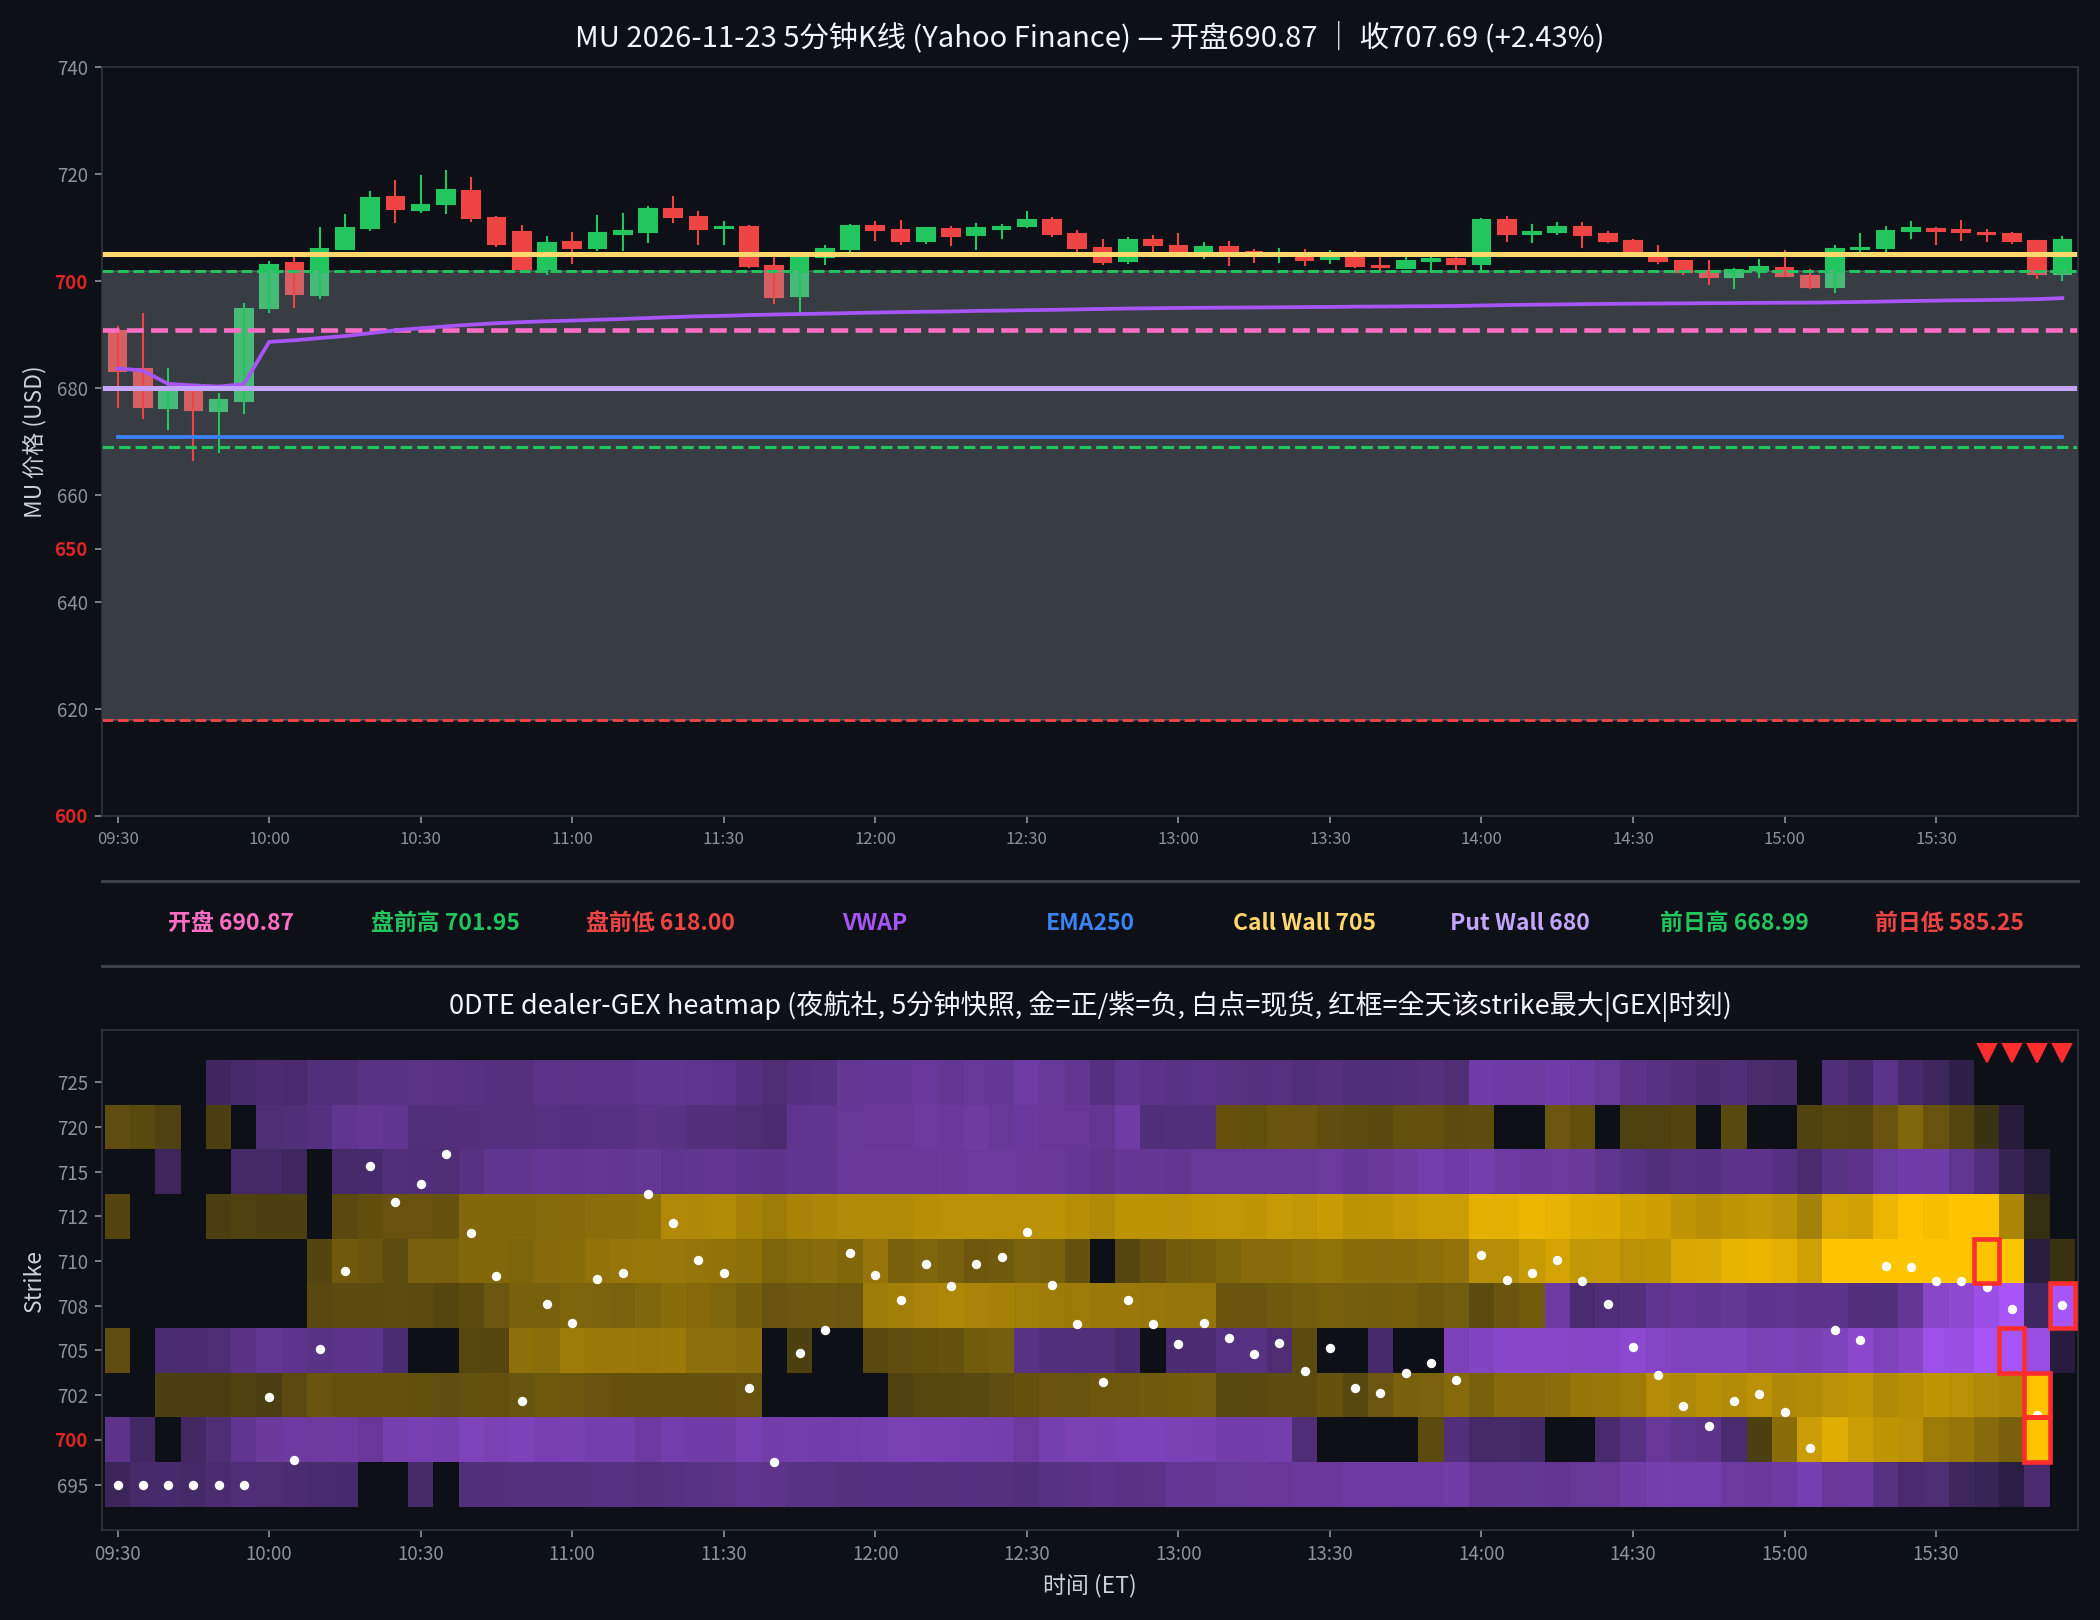 MU 2026-11-23 5分钟K线 (Yahoo Finance) — 开盘690.87 ｜ 收707.69 (+2.43%)
MU 价格 (USD)
740
720
700
680
660
650
640
620
600
09:30 10:00 10:30 11:00 11:30 12:00 12:30 13:00 13:30 14:00 14:30 15:00 15:30
开盘 690.87 盘前高 701.95 盘前低 618.00 VWAP EMA250 Call Wall 705 Put Wall 680 前日高 668.99 前日低 585.25
0DTE dealer-GEX heatmap (夜航社, 5分钟快照, 金=正/紫=负, 白点=现货, 红框=全天该strike最大|GEX|时刻)
Strike
725
720
715
712
710
708
705
702
700
695
09:30 10:00 10:30 11:00 11:30 12:00 12:30 13:00 13:30 14:00 14:30 15:00 15:30
时间 (ET)